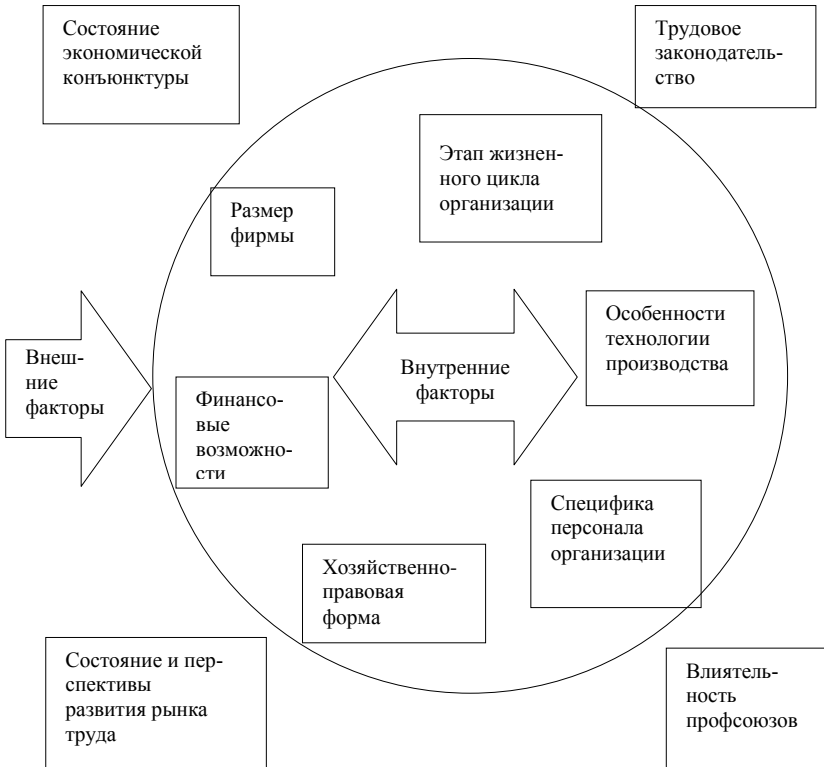 Состояние
экономической
конъюнктуры
Трудовое
законодатель-
ство
Этап жизнен-
ного цикла
организации
Размер
фирмы
Особенности
технологии
производства
Внеш-
ние
факторы
Внутренние
факторы
Финансо-
вые
возможно-
сти
Специфика
персонала
организации
Хозяйственно-
правовая
форма
Состояние и пер-
спективы
развития рынка
труда
Влиятель-
ность
профсоюзов